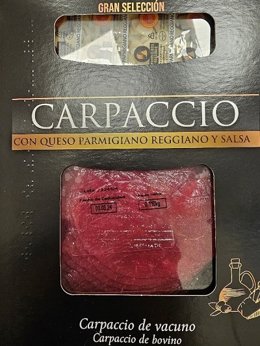 GRAN SELECCIÓN
CARPACCIO
CON QUESO PARMIGIANO REGGIANO Y SALSA
Carpaccio de vacuno
Carpaccio de bovino